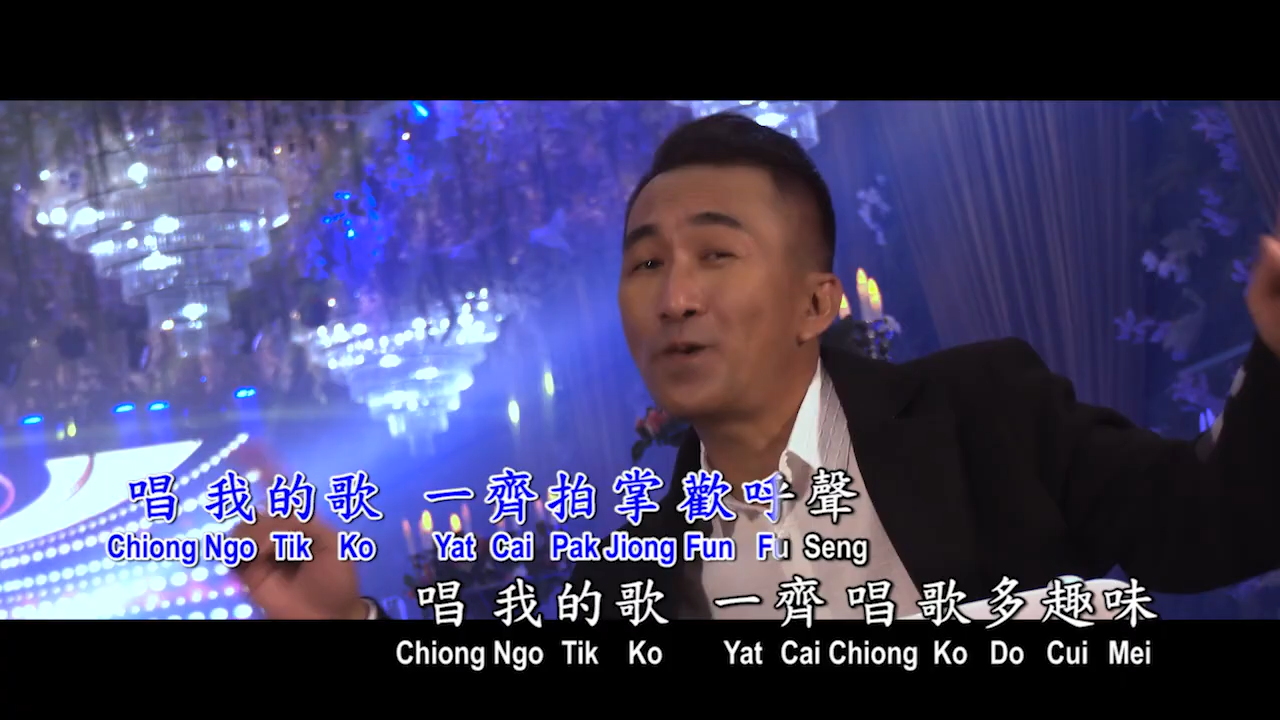 唱我的歌 一齊拍掌歡呼聲
Chiong Ngo Tik Ko Yat Cai Pak Jiong Fun Fu Seng
唱我的歌 一齊唱歌多趣味
Chiong Ngo Tik Ko Yat Cai Chiong Ko Do Cui Mei